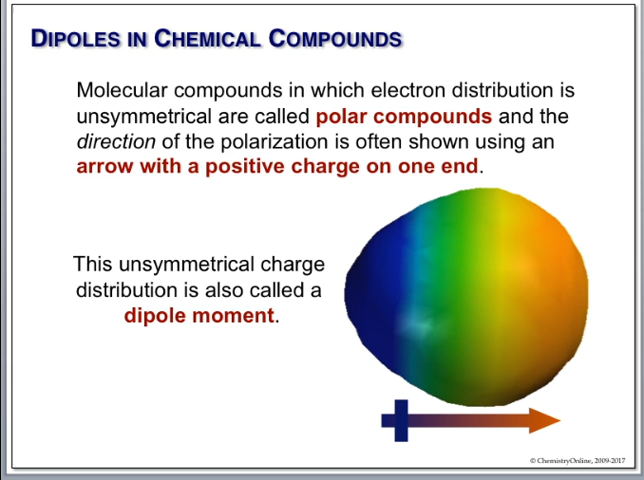 DIPOLES IN CHEMICAL COMPOUNDS
Molecular compounds in which electron distribution is
unsymmetrical are called polar compounds and the
direction of the polarization is often shown using an
arrow with a positive charge on one end.
This unsymmetrical charge
distribution is also called a
dipole moment.
© ChemistryOnline, 2009-2017